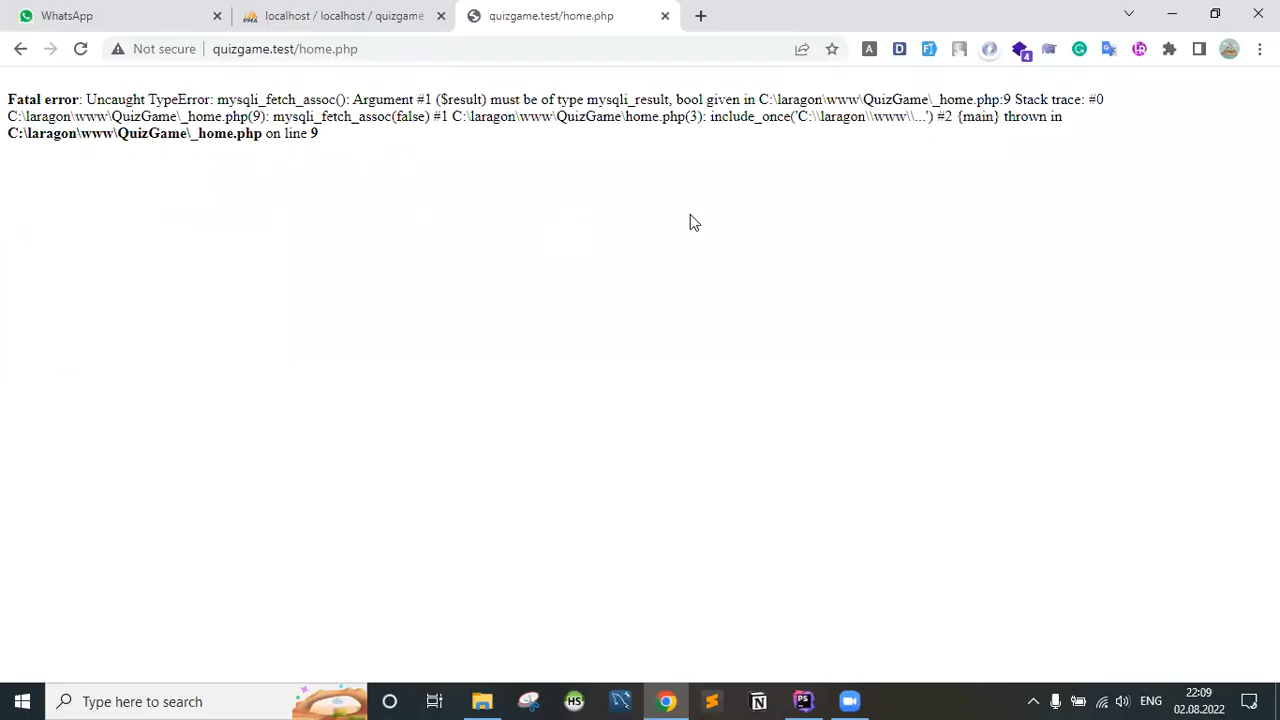 WhatsApp
localhost / localhost / quizgame
quizgame.test/home.php
Not secure
quizgame.test/home.php
4
Fatal error: Uncaught TypeError: mysqli_fetch_assoc(): Argument #1 ($result) must be of type mysqli_result, bool given in C:\laragon\www\QuizGame\_home.php:9 Stack trace: #0
C:\laragon\www\QuizGame\_home.php(9): mysqli_fetch_assoc(false) #1 C:\laragon\www\QuizGame\home.php(3): include_once('C:\\laragon\\www\\...') #2 {main} thrown in
C:\laragon\www\QuizGame\_home.php on line 9
Type here to search
HS
PS
ENG
22:09
02.08.2022